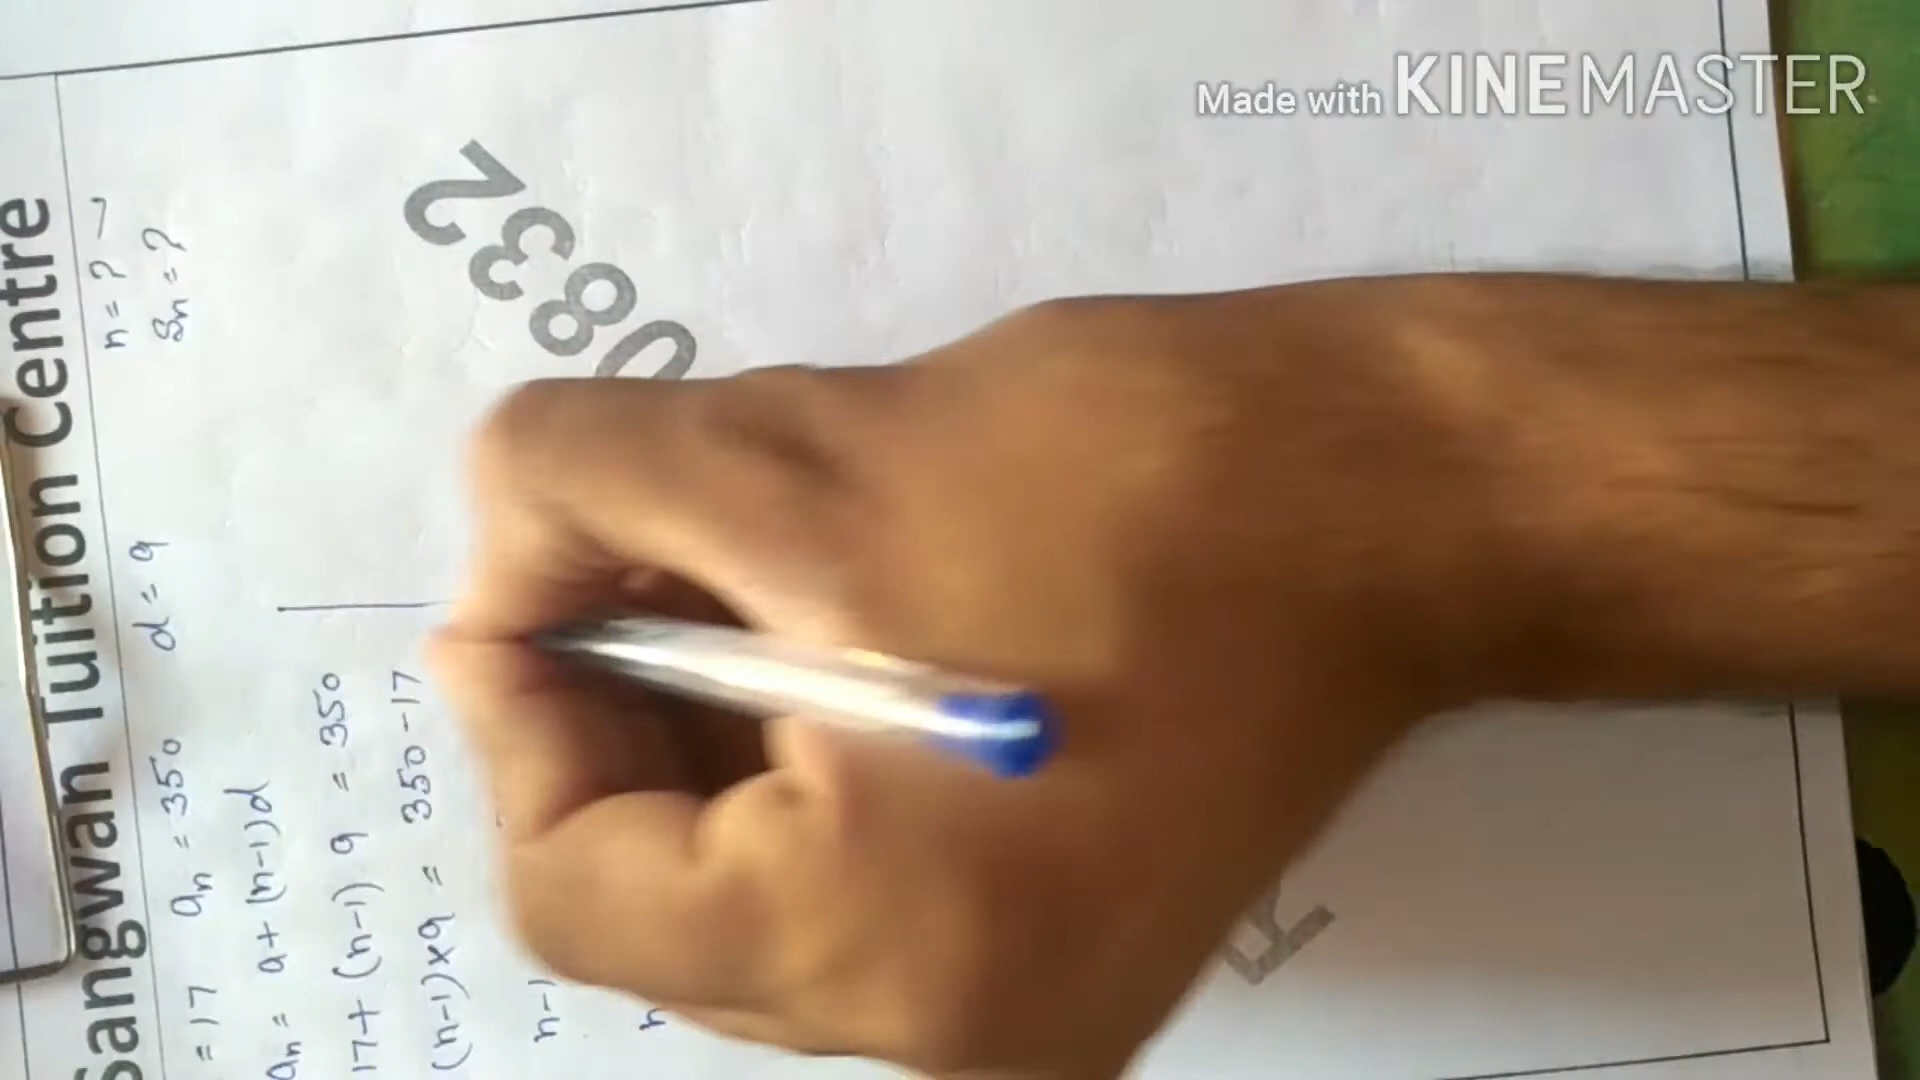 Made with KINEMASTER
Sangwan Tuition Centre
= 17 an = 350 d = 9 n = ?
Sn = ?
an = a + (n-1)d
17 + (n-1) 9 = 350
(n-1)x9 = 350-17
n-1
n
0832